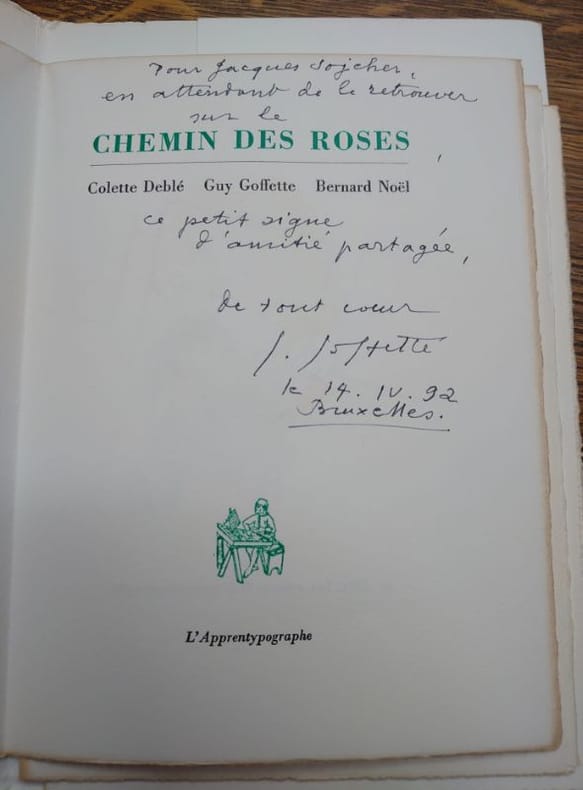 Pour Jacques Sojcher,
en attendant de le retrouver
sur le
CHEMIN DES ROSES
,
Colette Deblé Guy Goffette Bernard Noël
ce petit signe
d'amitié partagée,
de tout cœur
G. Goffette
le 14. IV. 92
Bruxelles.
L'Apprentypographe